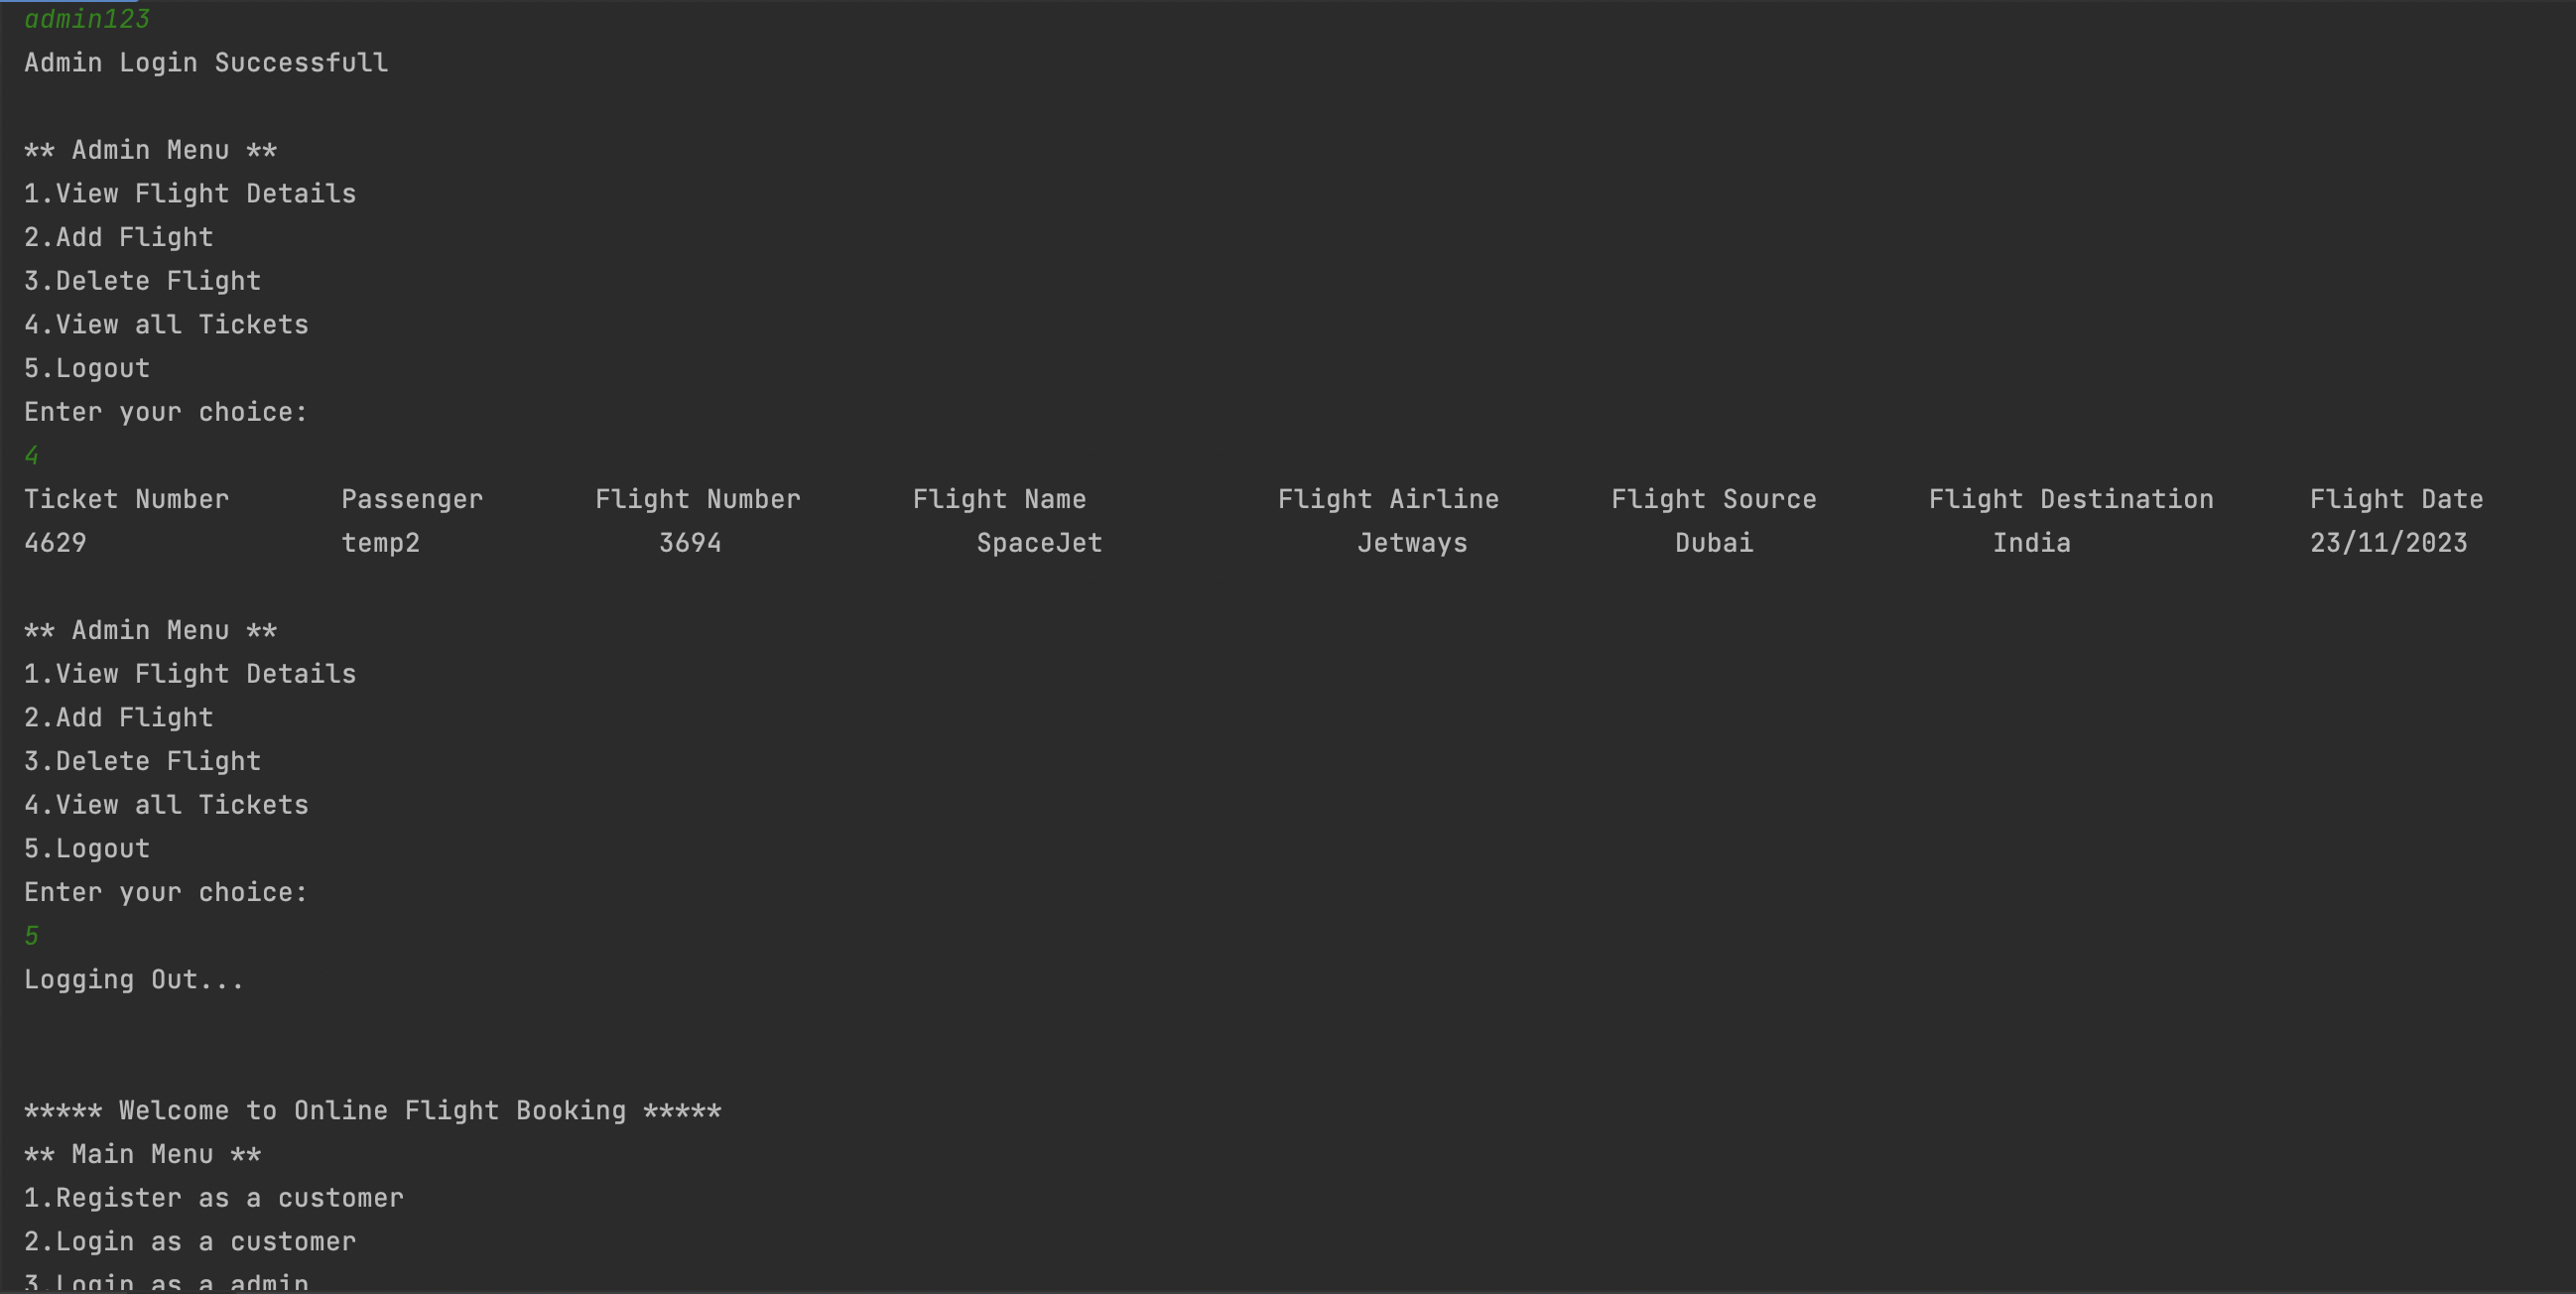 admin123
Admin Login Successfull
** Admin Menu **
1.View Flight Details
2.Add Flight
3.Delete Flight
4.View all Tickets
5.Logout
Enter your choice:
4
Ticket Number Passenger Flight Number Flight Name Flight Airline Flight Source Flight Destination Flight Date
4629 temp2 3694 SpaceJet Jetways Dubai India 23/11/2023
** Admin Menu **
1.View Flight Details
2.Add Flight
3.Delete Flight
4.View all Tickets
5.Logout
Enter your choice:
5
Logging Out...
***** Welcome to Online Flight Booking *****
** Main Menu **
1.Register as a customer
2.Login as a customer
3.Login as a admin